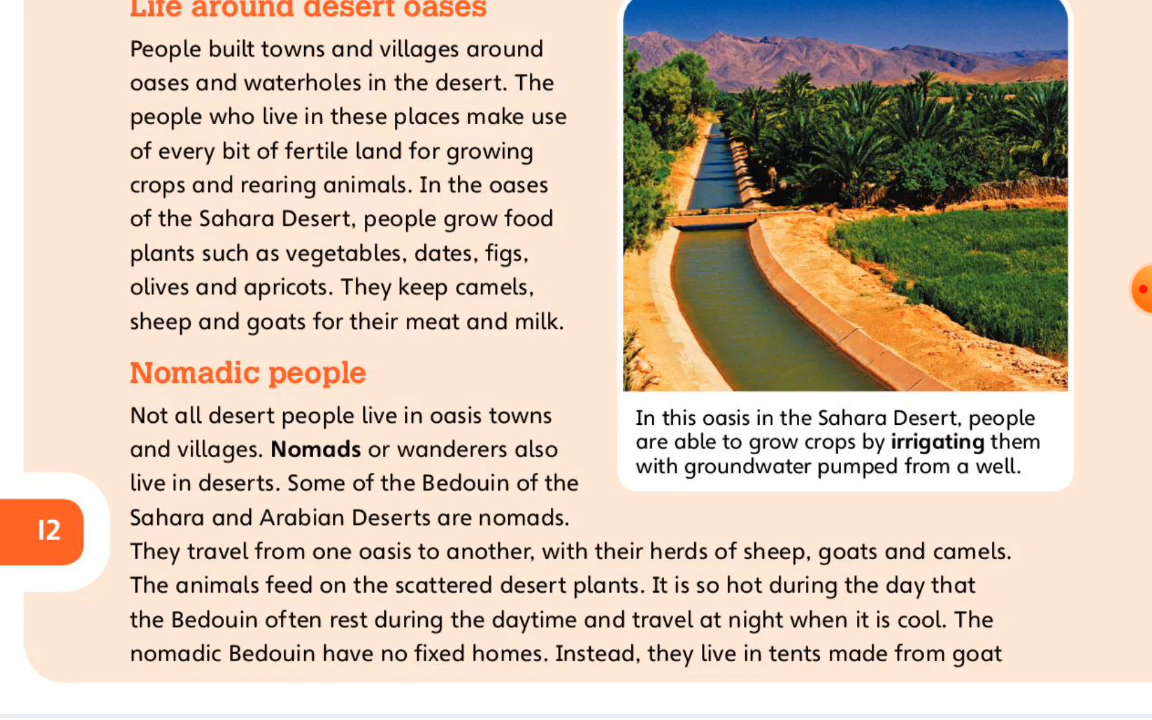 Life around desert oases
People built towns and villages around
oases and waterholes in the desert. The
people who live in these places make use
of every bit of fertile land for growing
crops and rearing animals. In the oases
of the Sahara Desert, people grow food
plants such as vegetables, dates, figs,
olives and apricots. They keep camels,
sheep and goats for their meat and milk.
In this oasis in the Sahara Desert, people
are able to grow crops by irrigating them
with groundwater pumped from a well.
Nomadic people
Not all desert people live in oasis towns
and villages. Nomads or wanderers also
live in deserts. Some of the Bedouin of the
Sahara and Arabian Deserts are nomads.
They travel from one oasis to another, with their herds of sheep, goats and camels.
The animals feed on the scattered desert plants. It is so hot during the day that
the Bedouin often rest during the daytime and travel at night when it is cool. The
nomadic Bedouin have no fixed homes. Instead, they live in tents made from goat
12